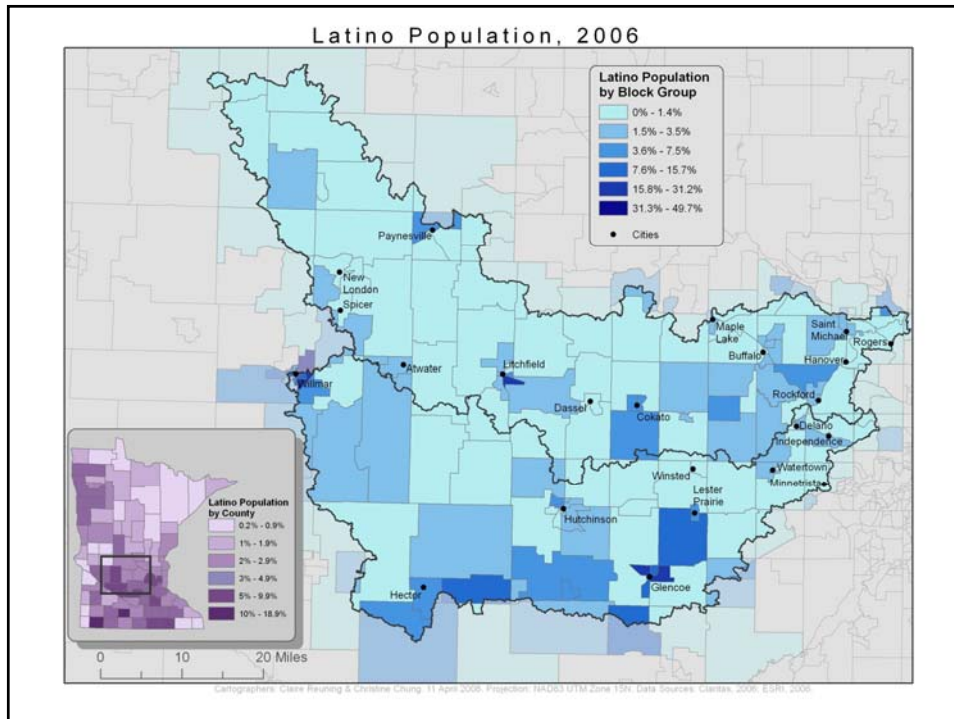 Latino Population, 2006
Latino Population
by Block Group
0% - 1.4%
1.5% - 3.5%
3.6% - 7.5%
7.6% - 15.7%
15.8% - 31.2%
31.3% - 49.7%
Cities
Paynesville
New
London
Spicer
Maple
Lake
Saint
Michael
Rogers
Buffalo
Hanover
Willmar
Atwater
Litchfield
Rockford
Dassel
Cokato
Delano
Independence
Winsted
Watertown
Minnetrista
Lester
Prairie
Hutchinson
Hector
Glencoe
Latino Population
by County
0.2% - 0.9%
1% - 1.9%
2% - 2.9%
3% - 4.9%
5% - 9.9%
10% - 18.9%
0 10 20 Miles
Cartographers: Claire Reuning & Christine Chung. 11 April 2008. Projection: NAD83 UTM Zone 15N. Data Sources: Claritas, 2006; ESRI, 2006.